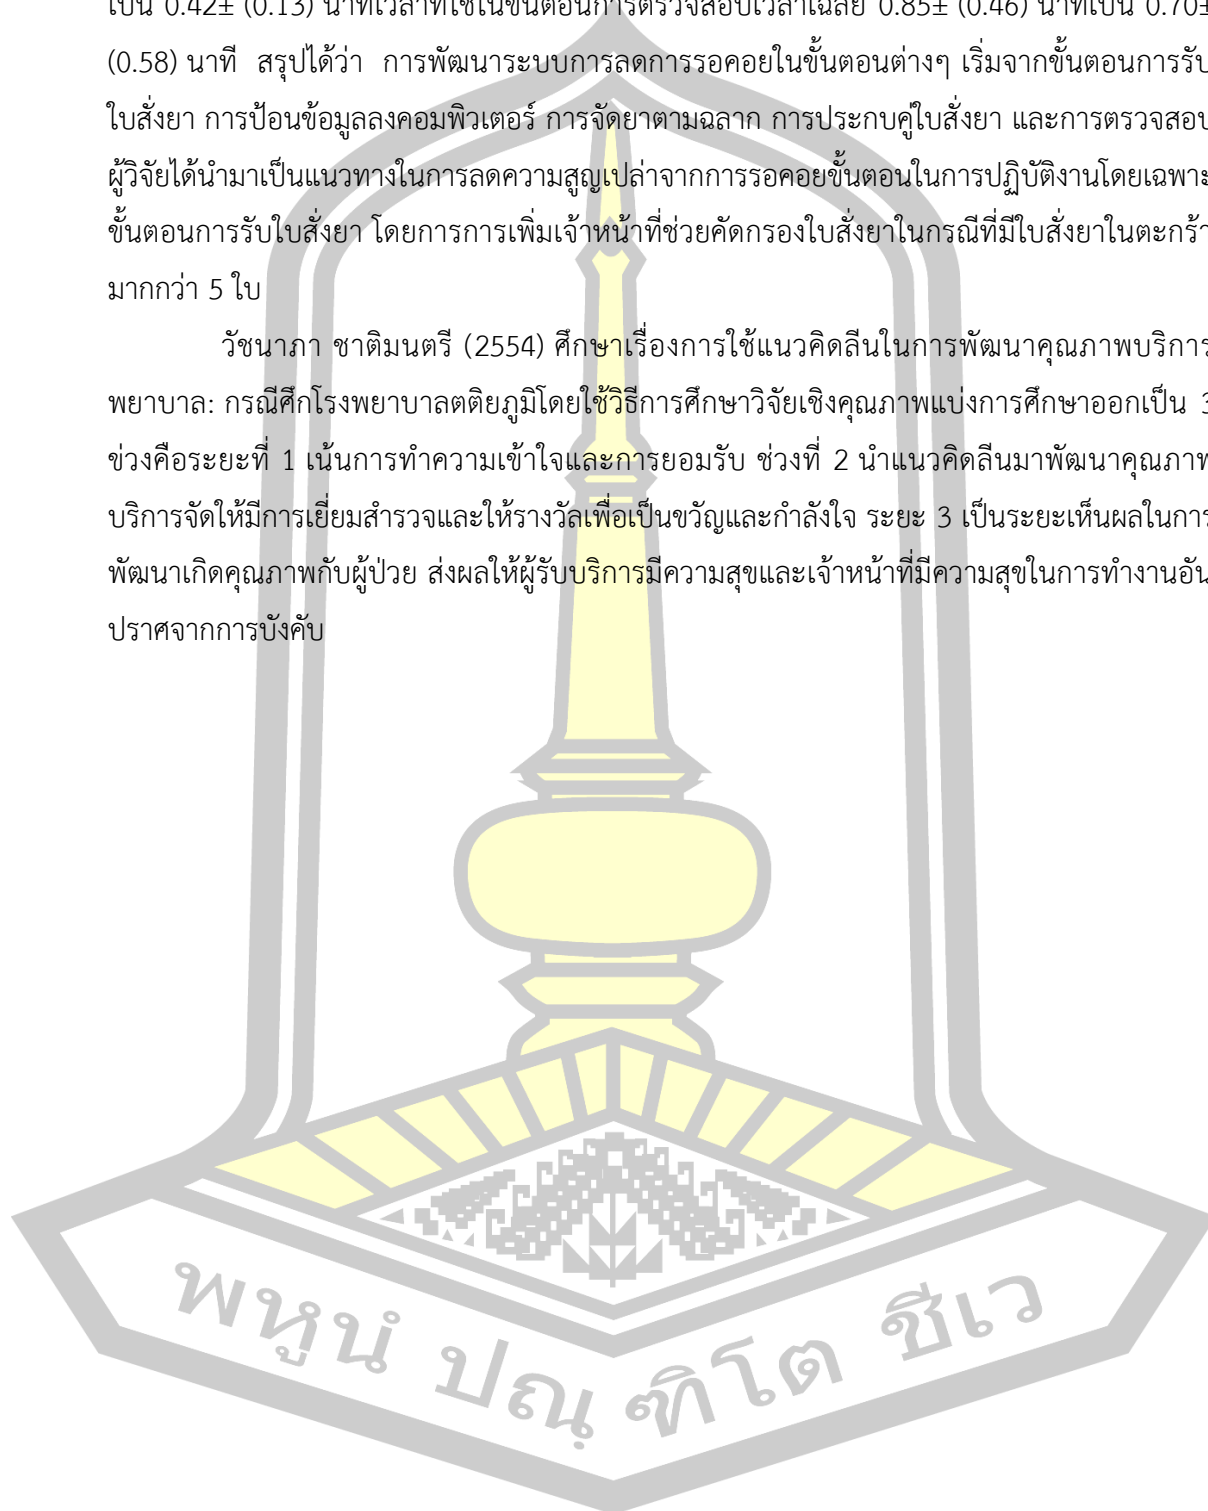 เป็น 0.42± (0.13) นาทีเวลาที่ใช้ในขั้นตอนการตรวจสอบเวลาเฉลี่ย 0.85± (0.46) นาทีเป็น 0.70±
(0.58) นาที สรุปได้ว่า การพัฒนาระบบการลดการรอคอยในขั้นตอนต่างๆ เริ่มจากขั้นตอนการรับ
ใบสั่งยา การป้อนข้อมูลลงคอมพิวเตอร์ การจัดยาตามฉลาก การประกบคู่ใบสั่งยา และการตรวจสอบ
ผู้วิจัยได้นำมาเป็นแนวทางในการลดความสูญเปล่าจากการรอคอยขั้นตอนในการปฏิบัติงานโดยเฉพาะ
ขั้นตอนการรับใบสั่งยา โดยการการเพิ่มเจ้าหน้าที่ช่วยคัดกรองใบสั่งยาในกรณีที่มีใบสั่งยาในตะกร้า
มากกว่า 5 ใบ
วัชนาภา ชาติมนตรี (2554) ศึกษาเรื่องการใช้แนวคิดลีนในการพัฒนาคุณภาพบริการ
พยาบาล: กรณีศึกโรงพยาบาลตติยภูมิโดยใช้วิธีการศึกษาวิจัยเชิงคุณภาพแบ่งการศึกษาออกเป็น 3
ข่วงคือระยะที่ 1 เน้นการทำความเข้าใจและการยอมรับ ช่วงที่ 2 นำแนวคิดลีนมาพัฒนาคุณภาพ
บริการจัดให้มีการเยี่ยมสำรวจและให้รางวัลเพื่อเป็นขวัญและกำลังใจ ระยะ 3 เป็นระยะเห็นผลในการ
พัฒนาเกิดคุณภาพกับผู้ป่วย ส่งผลให้ผู้รับบริการมีความสุขและเจ้าหน้าที่มีความสุขในการทำงานอัน
ปราศจากการบังคับ
พหูนํ ปณฺฑิโต ชีเว